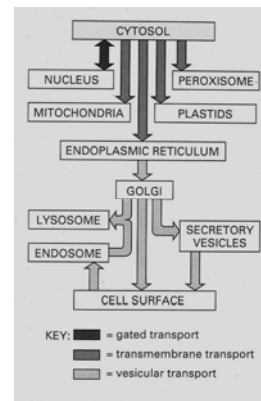 CYTOSOL
NUCLEUS
PEROXISOME
MITOCHONDRIA
PLASTIDS
ENDOPLASMIC RETICULUM
GOLGI
LYSOSOME
SECRETORY
VESICLES
ENDOSOME
CELL SURFACE
KEY: = gated transport
= transmembrane transport
= vesicular transport